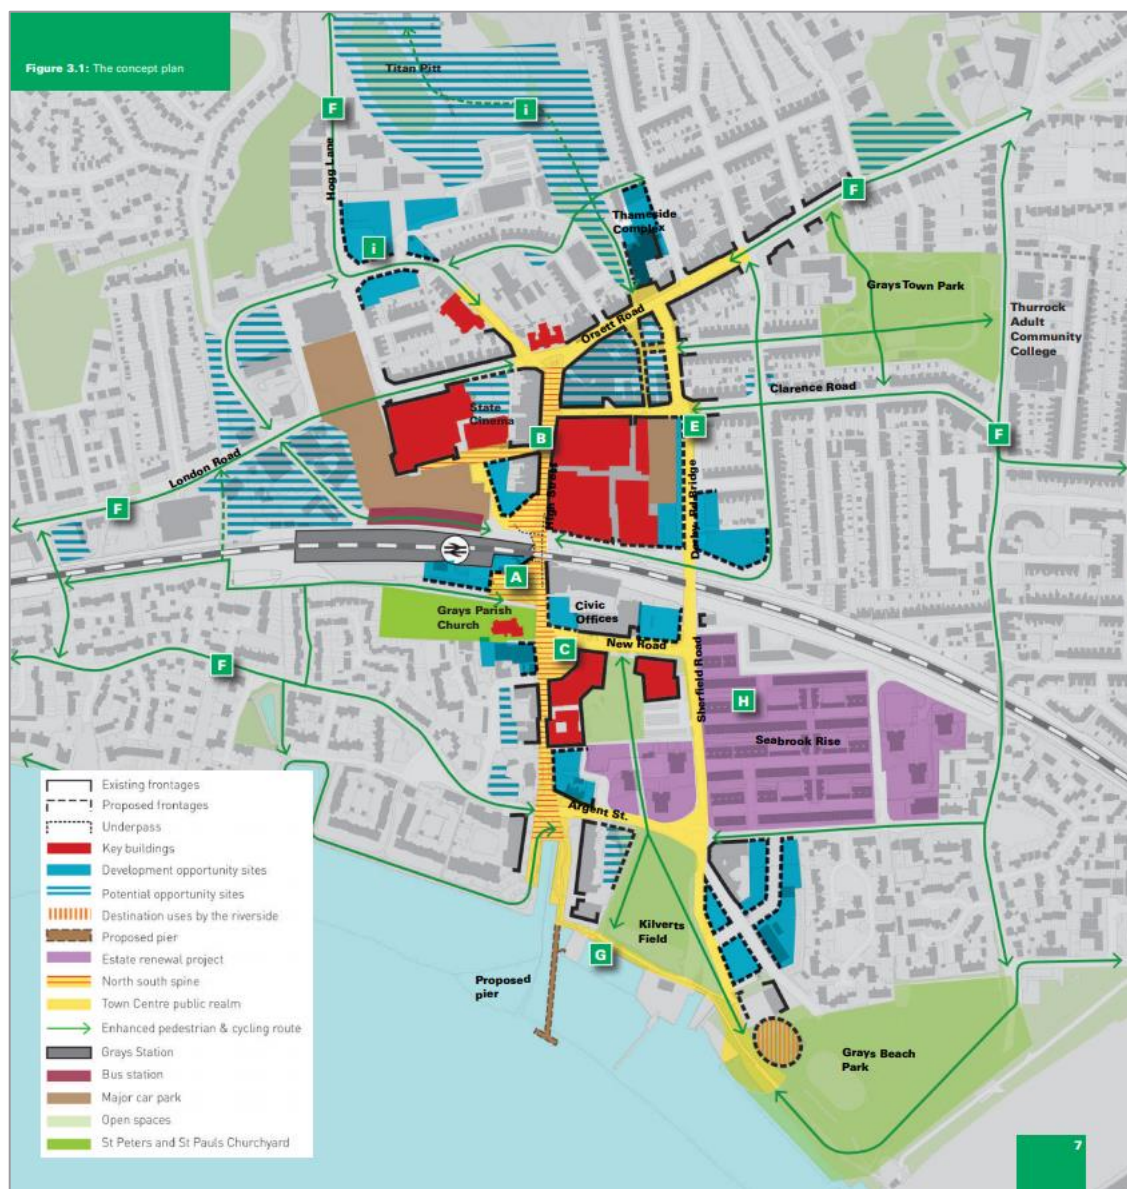 Figure 3.1: The concept plan
Titan Pitt
F
i
Hogg Lane
F
Thameside
Complex
i
Grays Town Park
Orsett Road
Thurrock
Adult
Community
College
Clarence Road
State
Cinema
E
B
F
London Road
High Street
F
Derby Rd Bridge
A
Grays Parish
Church
Civic
Offices
New Road
C
F
Sherfield Road
H
Seabrook Rise
Argent St.
Existing frontages
Proposed frontages
Underpass
Key buildings
Development opportunity sites
Potential opportunity sites
Destination uses by the riverside
Proposed pier
Estate renewal project
North south spine
Town Centre public realm
Enhanced pedestrian & cycling route
Grays Station
Bus station
Major car park
Open spaces
St Peters and St Pauls Churchyard
Kilverts
Field
G
Proposed
pier
Grays Beach
Park
7